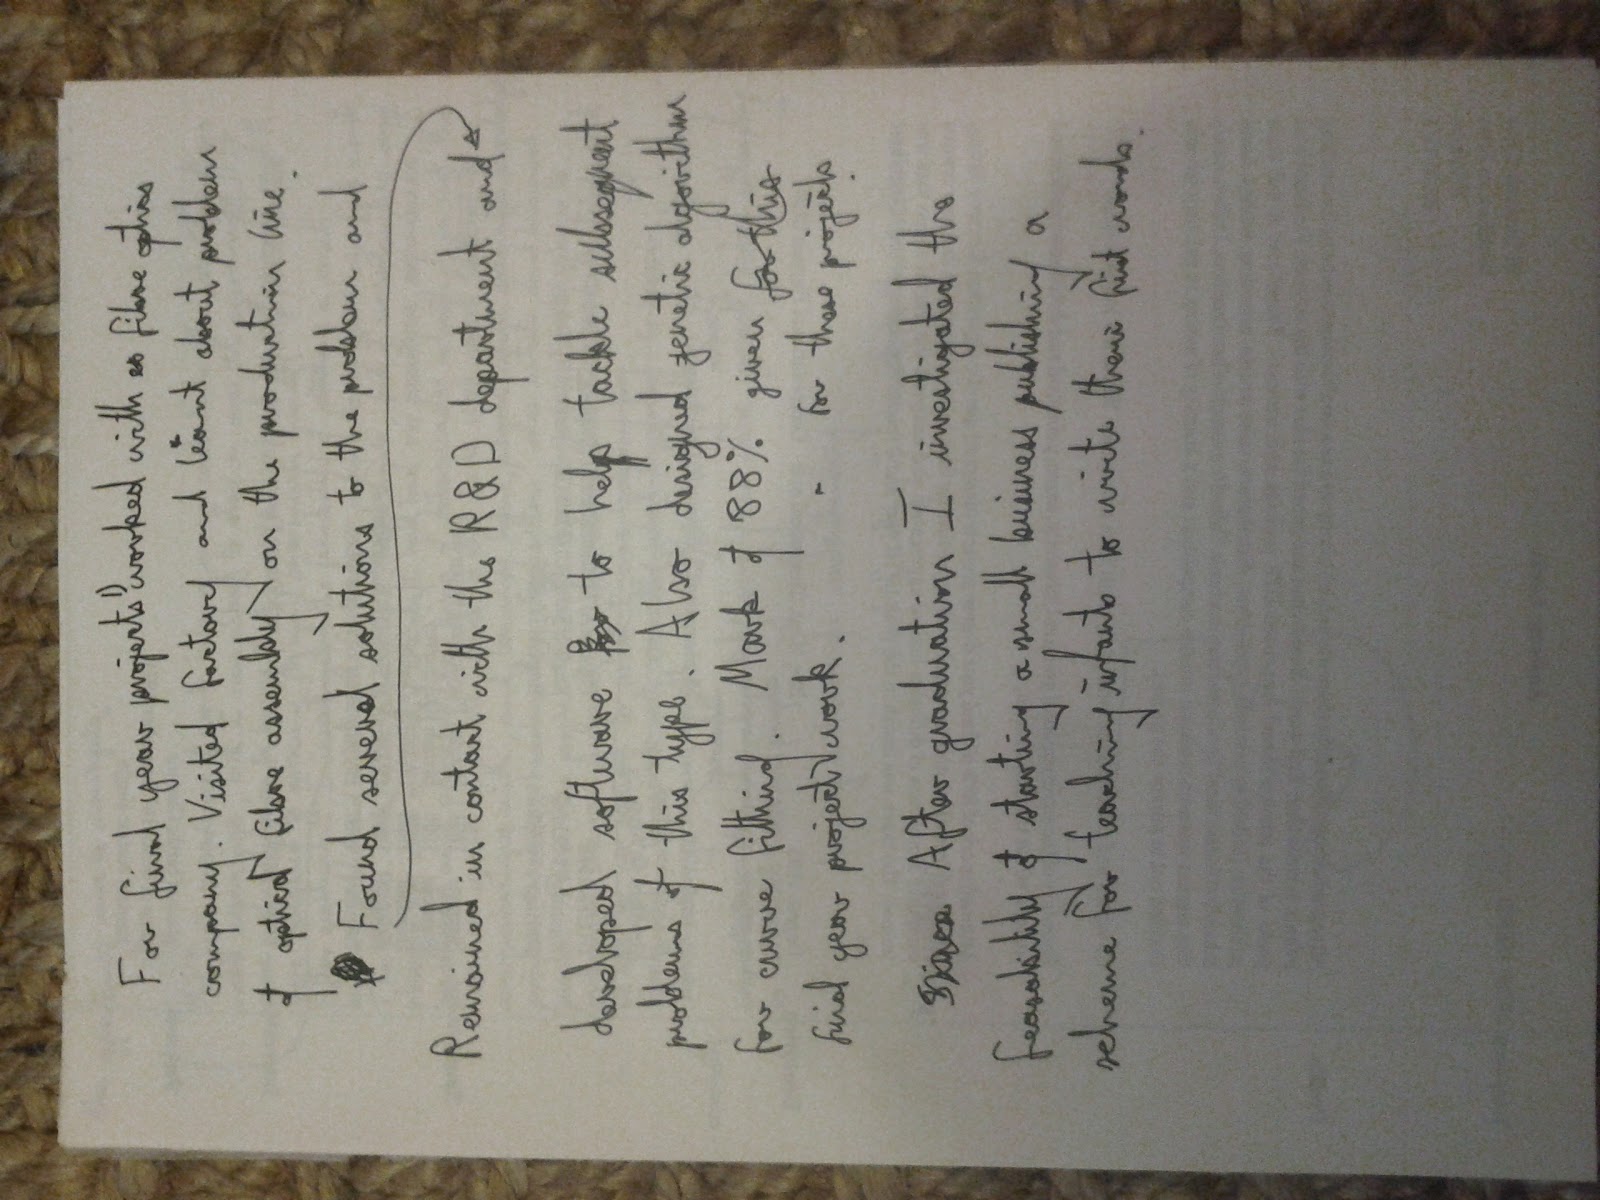 For final year projects 1) worked with a fibre optics
company. Visited factory and learnt about problem
of optical fibre assembly on the production line.
Found several solutions to the problem and
Remained in contact with the R&D department and
developed software to help tackle subsequent
problems of this type. Also designed genetic algorithm
for curve fitting. Mark of 88% given for this
final year project work. " for these projects.
After graduation I investigated the
feasability of starting a small business publishing a
scheme for teaching infants to write their first words.